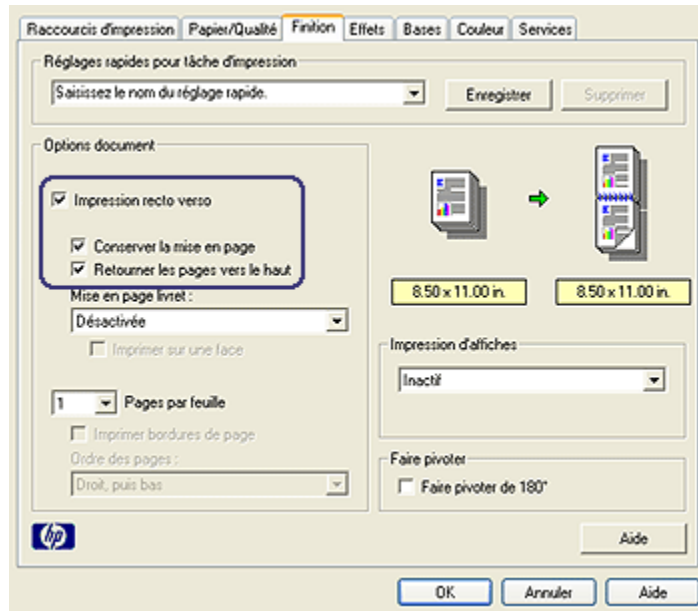 Raccourcis d'impression Papier/Qualité Finition Effets Bases Couleur Services
Réglages rapides pour tâche d'impression
Saisissez le nom du réglage rapide. Enregistrer Supprimer
Options document
Impression recto verso
Conserver la mise en page
Retourner les pages vers le haut
Mise en page livret :
Désactivée
Imprimer sur une face
1 Pages par feuille
Imprimer bordures de page
Ordre des pages :
Droit, puis bas
8.50 x 11.00 in. 8.50 x 11.00 in.
Impression d'affiches
Inactif
Faire pivoter
Faire pivoter de 180°
hp
Aide
OK Annuler Aide